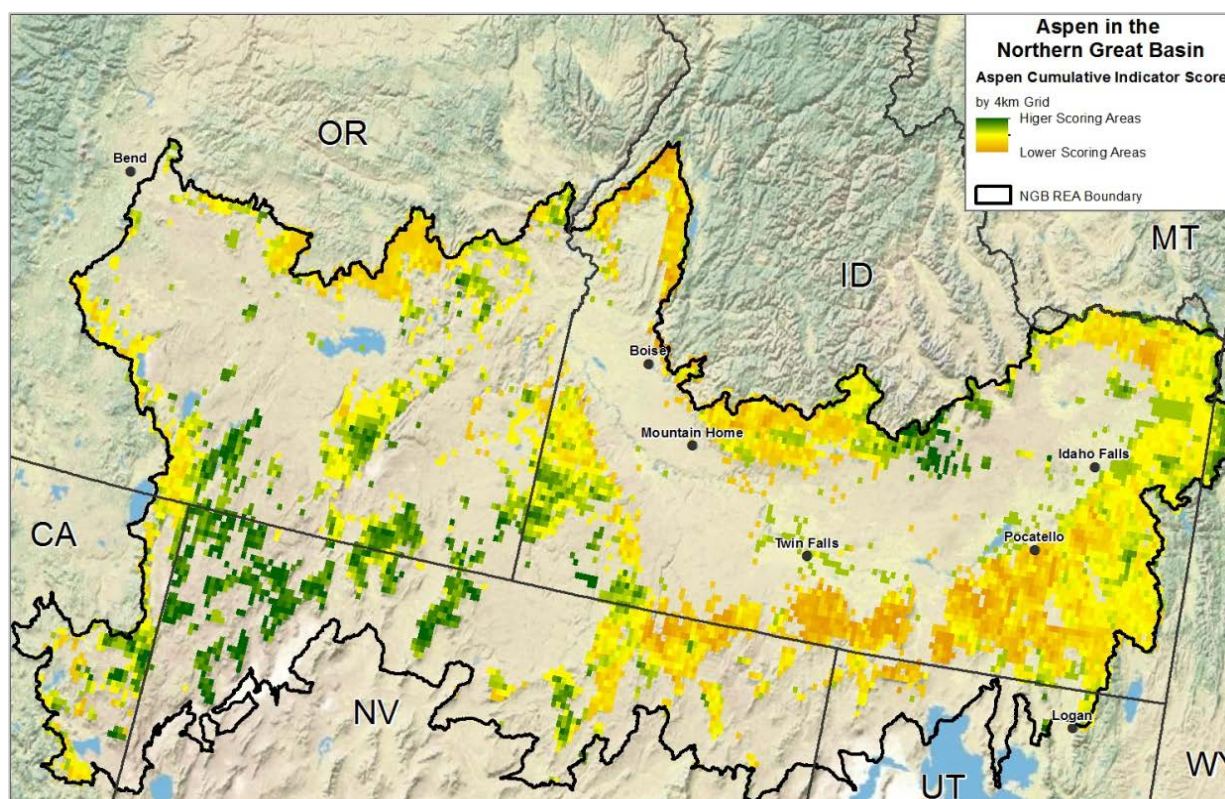 Aspen in the
Northern Great Basin
Aspen Cumulative Indicator Score
by 4km Grid
Higer Scoring Areas
Lower Scoring Areas
NGB REA Boundary
OR
Bend
MT
ID
Boise
Mountain Home
Idaho Falls
CA
Twin Falls
Pocatello
NV
Logan
UT
WY